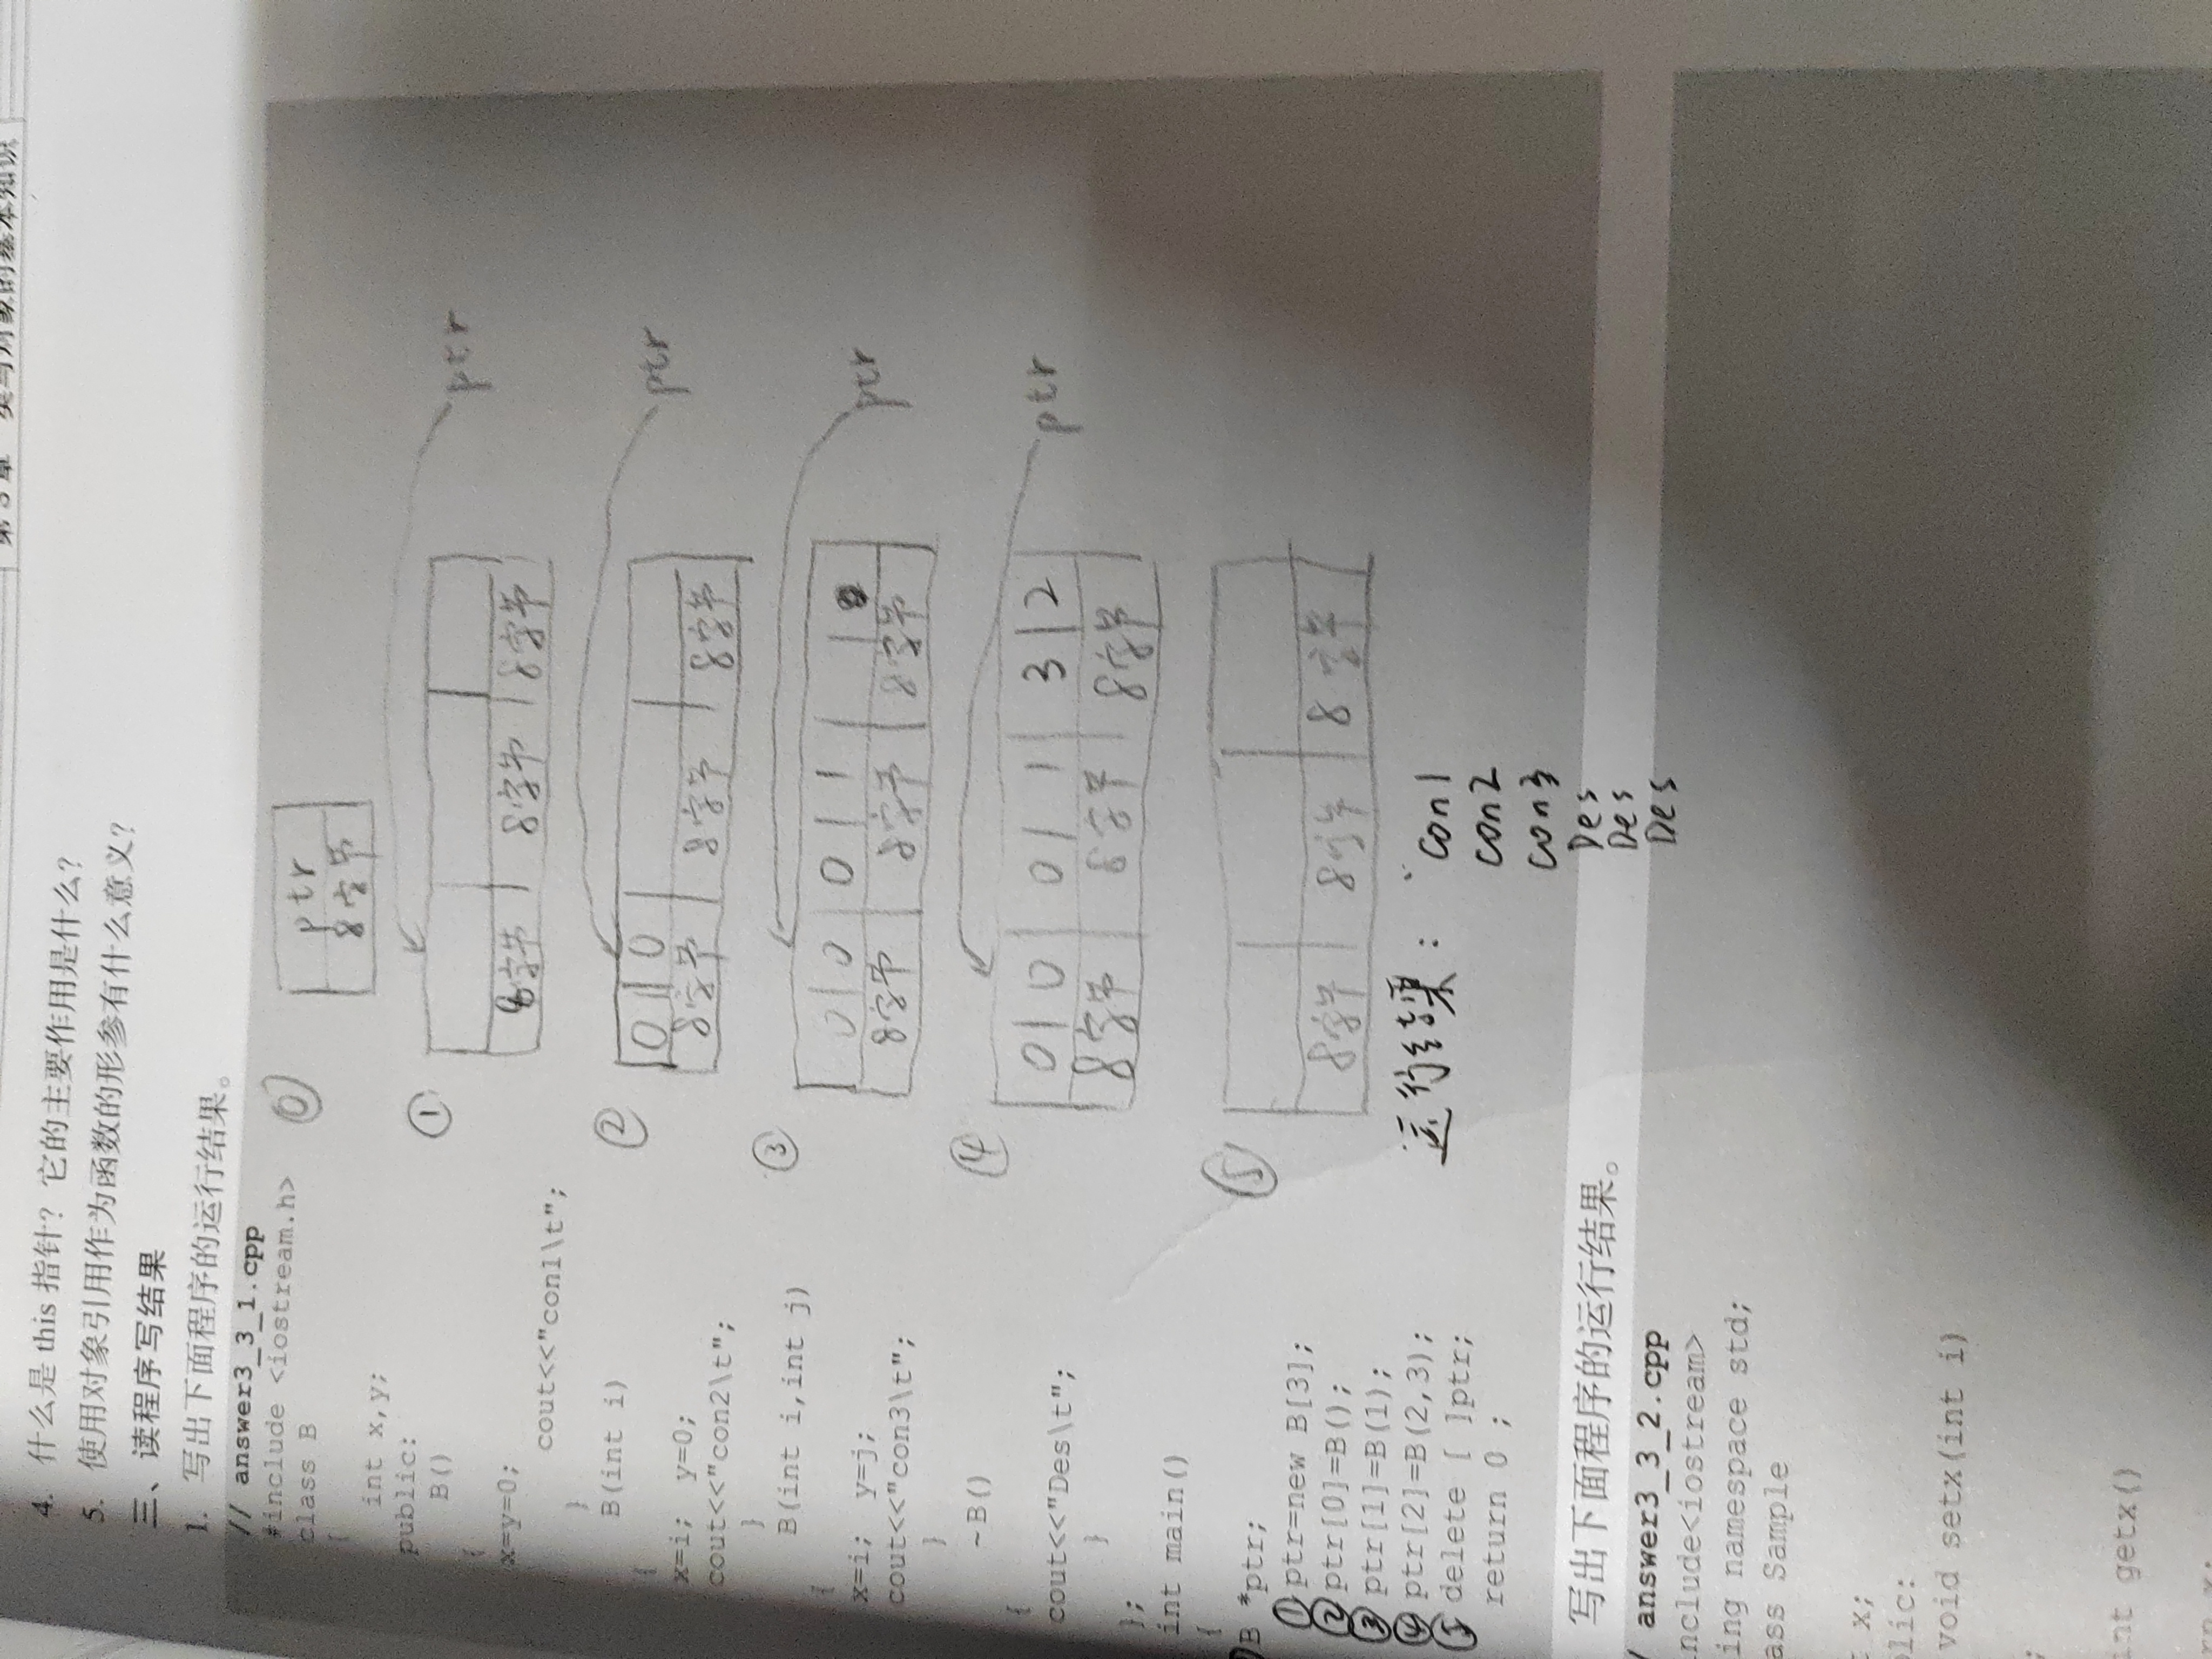 第3章 类与对象的基本知识
4. 什么是 this 指针？它的主要作用是什么？
5. 使用对象引用作为函数的形参有什么意义？
三、读程序写结果
1. 写出下面程序的运行结果。
// answer3_3_1.cpp
#include <iostream.h>
class B
{
int x,y;
public:
B()
{
x=y=0;
cout<<"con1\t";
}
B(int i)
{
x=i; y=0;
cout<<"con2\t";
}
B(int i,int j)
{
x=i; y=j;
cout<<"con3\t";
}
~B()
{
cout<<"Des\t";
}
};
int main()
{
B *ptr;
① ptr=new B[3];
② ptr[0]=B();
③ ptr[1]=B(1);
④ ptr[2]=B(2,3);
⑤ delete [ ]ptr;
return 0 ;
⓪ ptr
8字节
① ptr
8字节 8字节 8字节
② 0 | 0 ptr
8字节 8字节 8字节
③ 0 | 0 0 | 1 ptr
8字节 8字节 8字节
④ 0 | 0 0 | 1 3 | 2 ptr
8字节 8字节 8字节
⑤
8字节 8字节 8字节
运行结果： con1
con2
con3
Des
Des
Des
写出下面程序的运行结果。
/ answer3_3_2.cpp
nclude<iostream>
ing namespace std;
ass Sample
x;
lic:
void setx(int i)
;
int getx()
x;